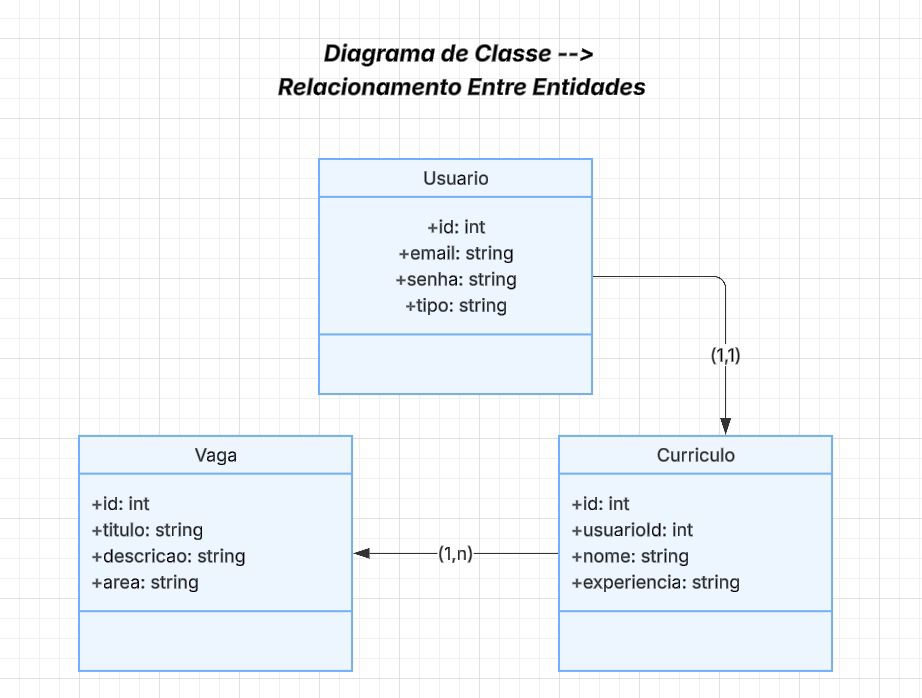 Diagrama de Classe -->
Relacionamento Entre Entidades
Usuario
+id: int
+email: string
+senha: string
+tipo: string
(1,1)
Vaga
+id: int
+titulo: string
+descricao: string
+area: string
(1,n)
Curriculo
+id: int
+usuarioId: int
+nome: string
+experiencia: string